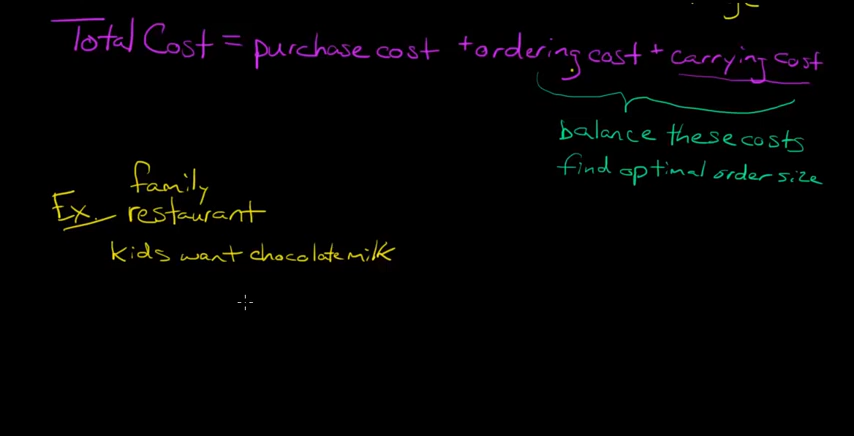 Total Cost = purchase cost + ordering cost + carrying cost
balance these costs
find optimal order size
family
Ex. restaurant
kids want chocolate milk